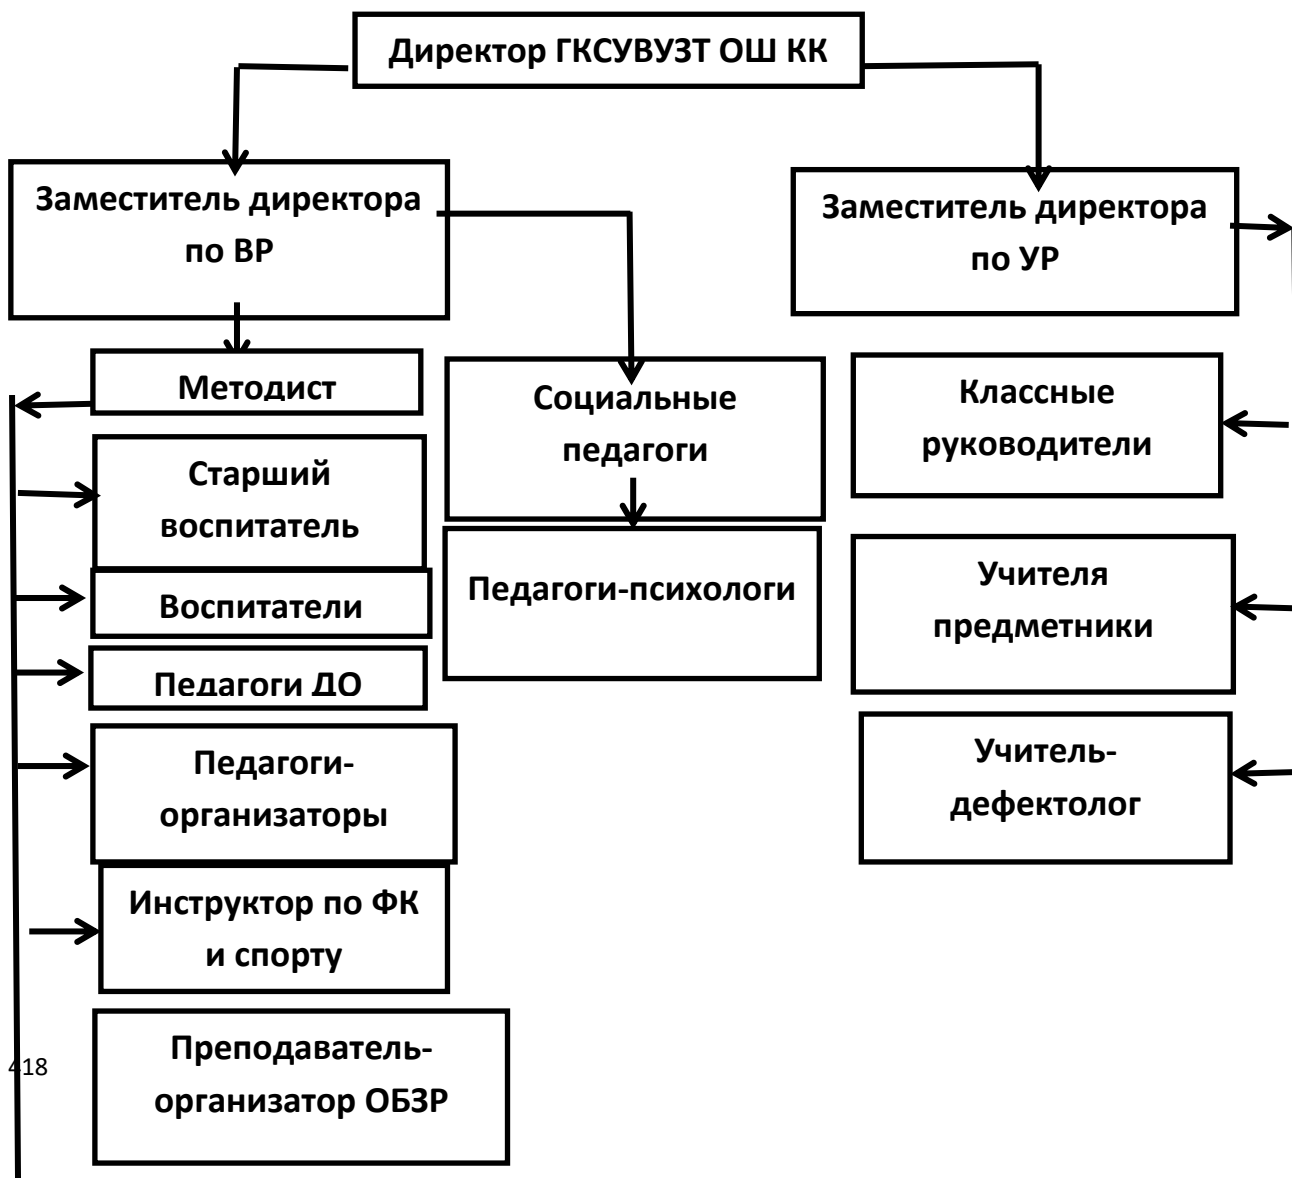 Директор ГКСУВУЗТ ОШ КК
Заместитель директора
по ВР
Заместитель директора
по УР
Методист
Социальные
педагоги
Классные
руководители
Старший
воспитатель
Педагоги-психологи
Учителя
предметники
Воспитатели
Педагоги ДО
Педагоги-
организаторы
Учитель-
дефектолог
Инструктор по ФК
и спорту
Преподаватель-
организатор ОБЗР
418